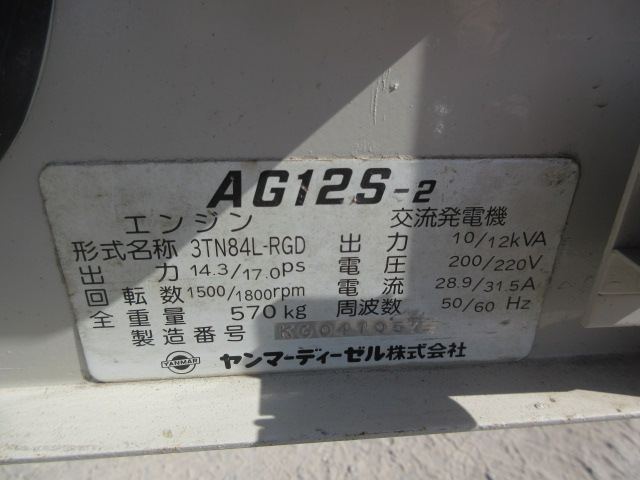 AG12S-2
エンジン 交流発電機
形式名称 3TN84L-RGD 出力 10/12kVA
出力 14.3/17.0ps 電圧 200/220V
回転数 1500/1800rpm 電流 28.9/31.5A
全重量 570kg 周波数 50/60 Hz
製造番号
YANMAR ヤンマーディーゼル株式会社